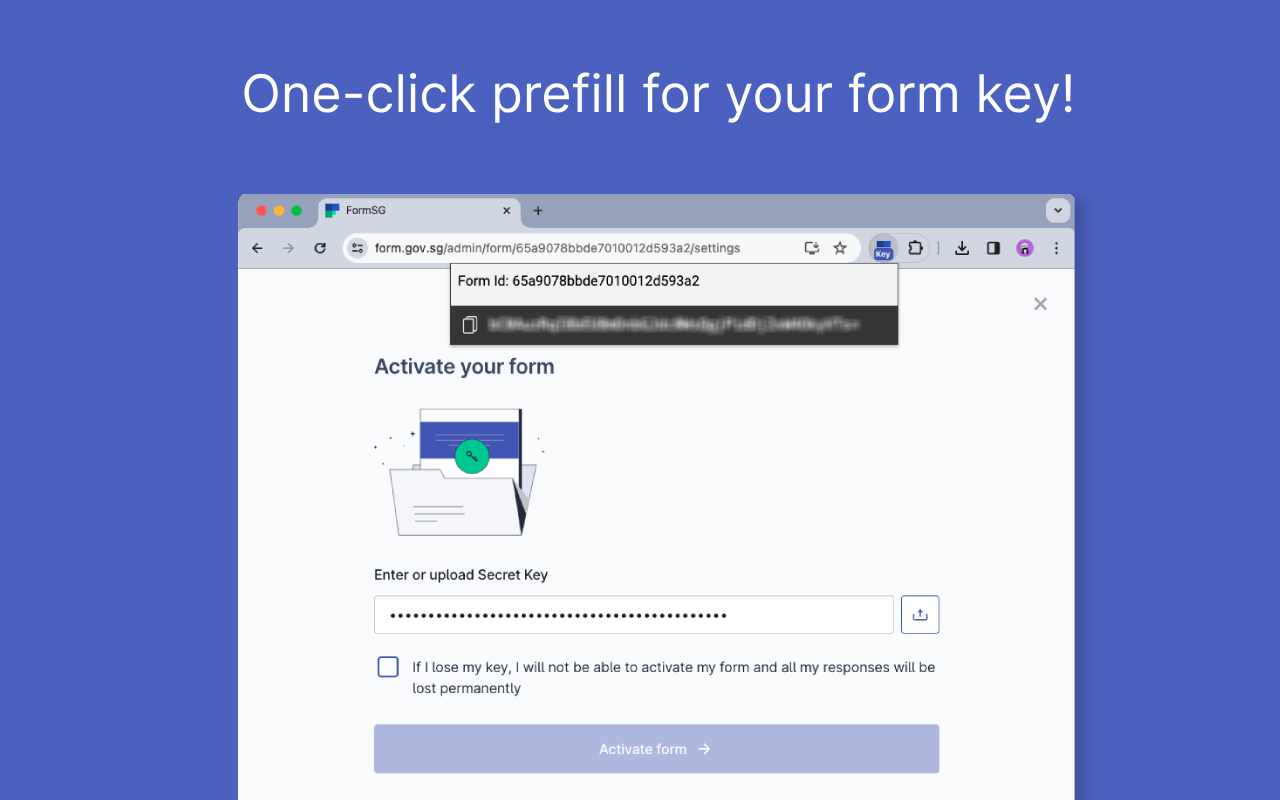 One-click prefill for your form key!
FormSG
form.gov.sg/admin/form/65a9078bbde7010012d593a2/settings
Key
Form Id: 65a9078bbde7010012d593a2
Activate your form
Enter or upload Secret Key
If I lose my key, I will not be able to activate my form and all my responses will be
lost permanently
Activate form